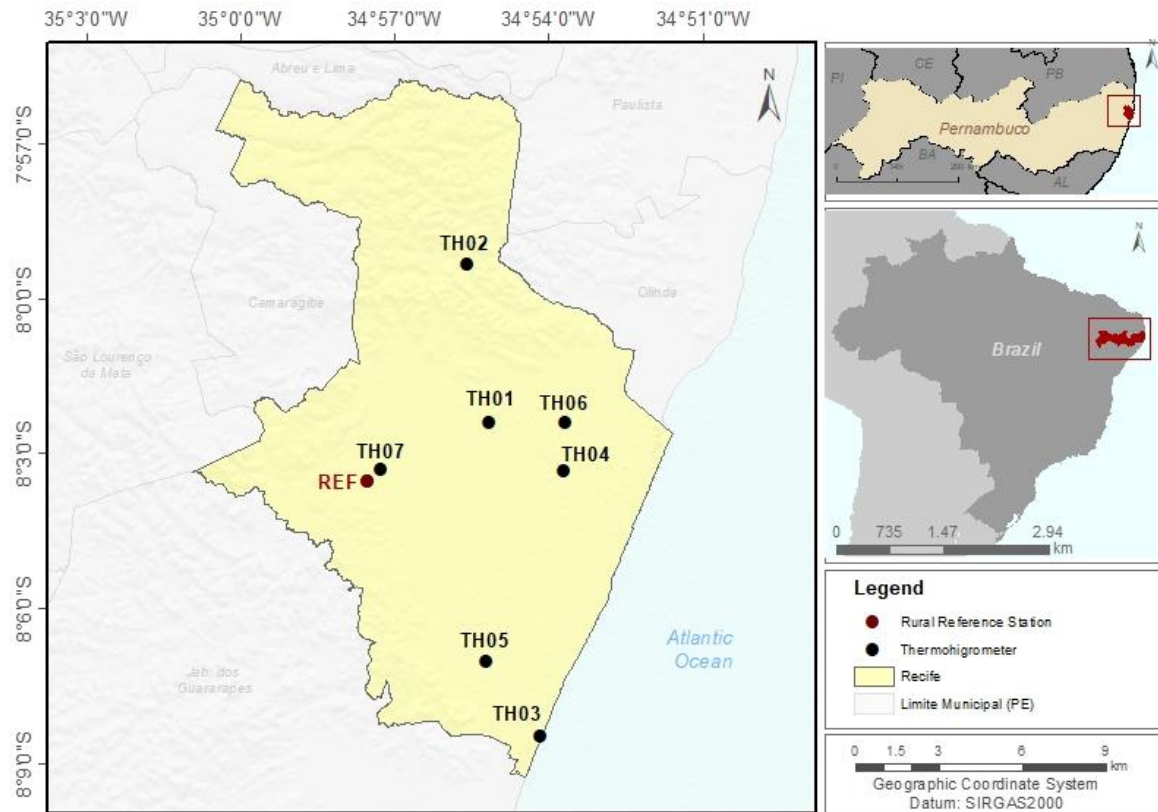 35°3'0"W
35°0'0"W
34°57'0"W
34°54'0"W
34°51'0"W
7°57'0"S
8°0'0"S
8°3'0"S
8°6'0"S
8°9'0"S
Abreu e Lima
Paulista
N
TH02
Camaragibe
Olinda
São Lourenço
da Mata
TH01
TH06
TH07
TH04
REF
TH05
Atlantic
Ocean
Jab. dos
Guararapes
TH03
PI
CE
PB
Pernambuco
BA
AL
0
N
Brazil
0
735
1.47
2.94
km
Legend
Rural Reference Station
Thermohigrometer
Recife
Limite Municipal (PE)
0
1.5
3
6
9
km
Geographic Coordinate System
Datum: SIRGAS2000